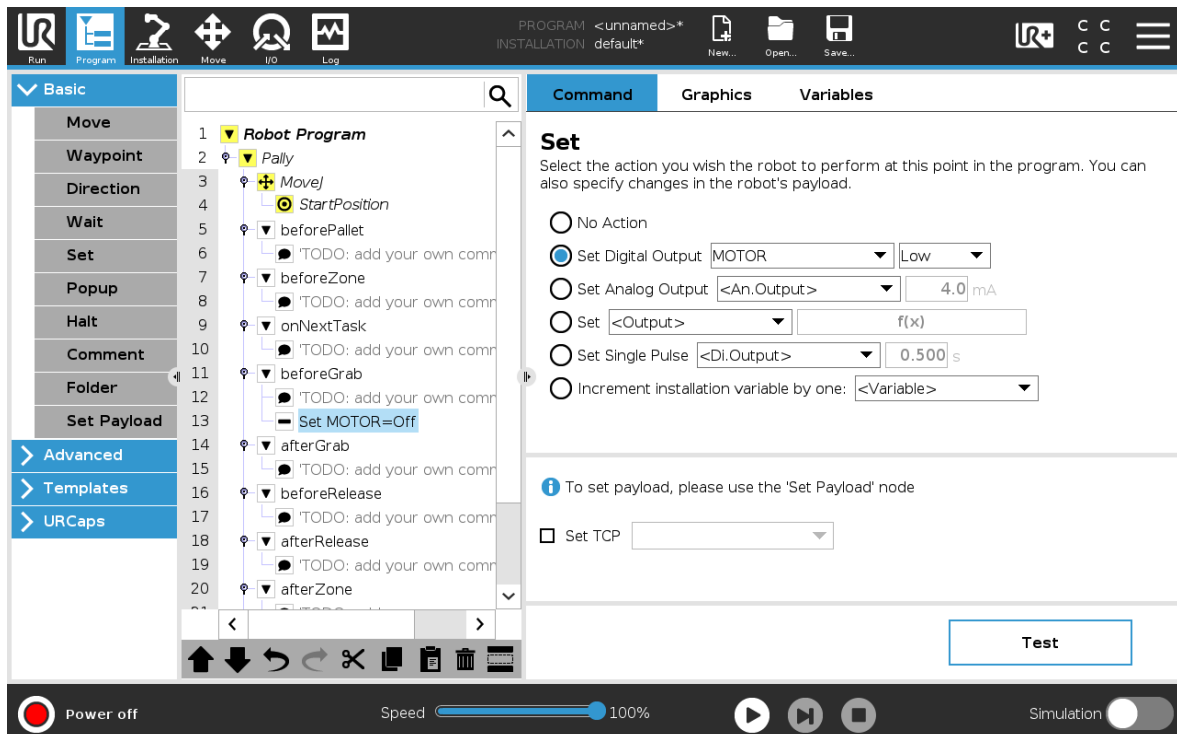 PROGRAM <unnamed>*
INSTALLATION default*
Run
Program
Installation
Move
I/O
Log
New...
Open...
Save...
UR+
C C
C C
Basic
Move
Waypoint
Direction
Wait
Set
Popup
Halt
Comment
Folder
Set Payload
Advanced
Templates
URCaps
1 Robot Program
2 Pally
3 MoveJ
4 StartPosition
5 beforePallet
6 'TODO: add your own comm
7 beforeZone
8 'TODO: add your own comm
9 onNextTask
10 'TODO: add your own comm
11 beforeGrab
12 'TODO: add your own comm
13 Set MOTOR=Off
14 afterGrab
15 'TODO: add your own comm
16 beforeRelease
17 'TODO: add your own comm
18 afterRelease
19 'TODO: add your own comm
20 afterZone
Command Graphics Variables
Set
Select the action you wish the robot to perform at this point in the program. You can
also specify changes in the robot's payload.
No Action
Set Digital Output MOTOR Low
Set Analog Output <An.Output> 4.0 mA
Set <Output> f(x)
Set Single Pulse <Di.Output> 0.500 s
Increment installation variable by one: <Variable>
To set payload, please use the 'Set Payload' node
Set TCP
Test
Power off
Speed 100%
Simulation